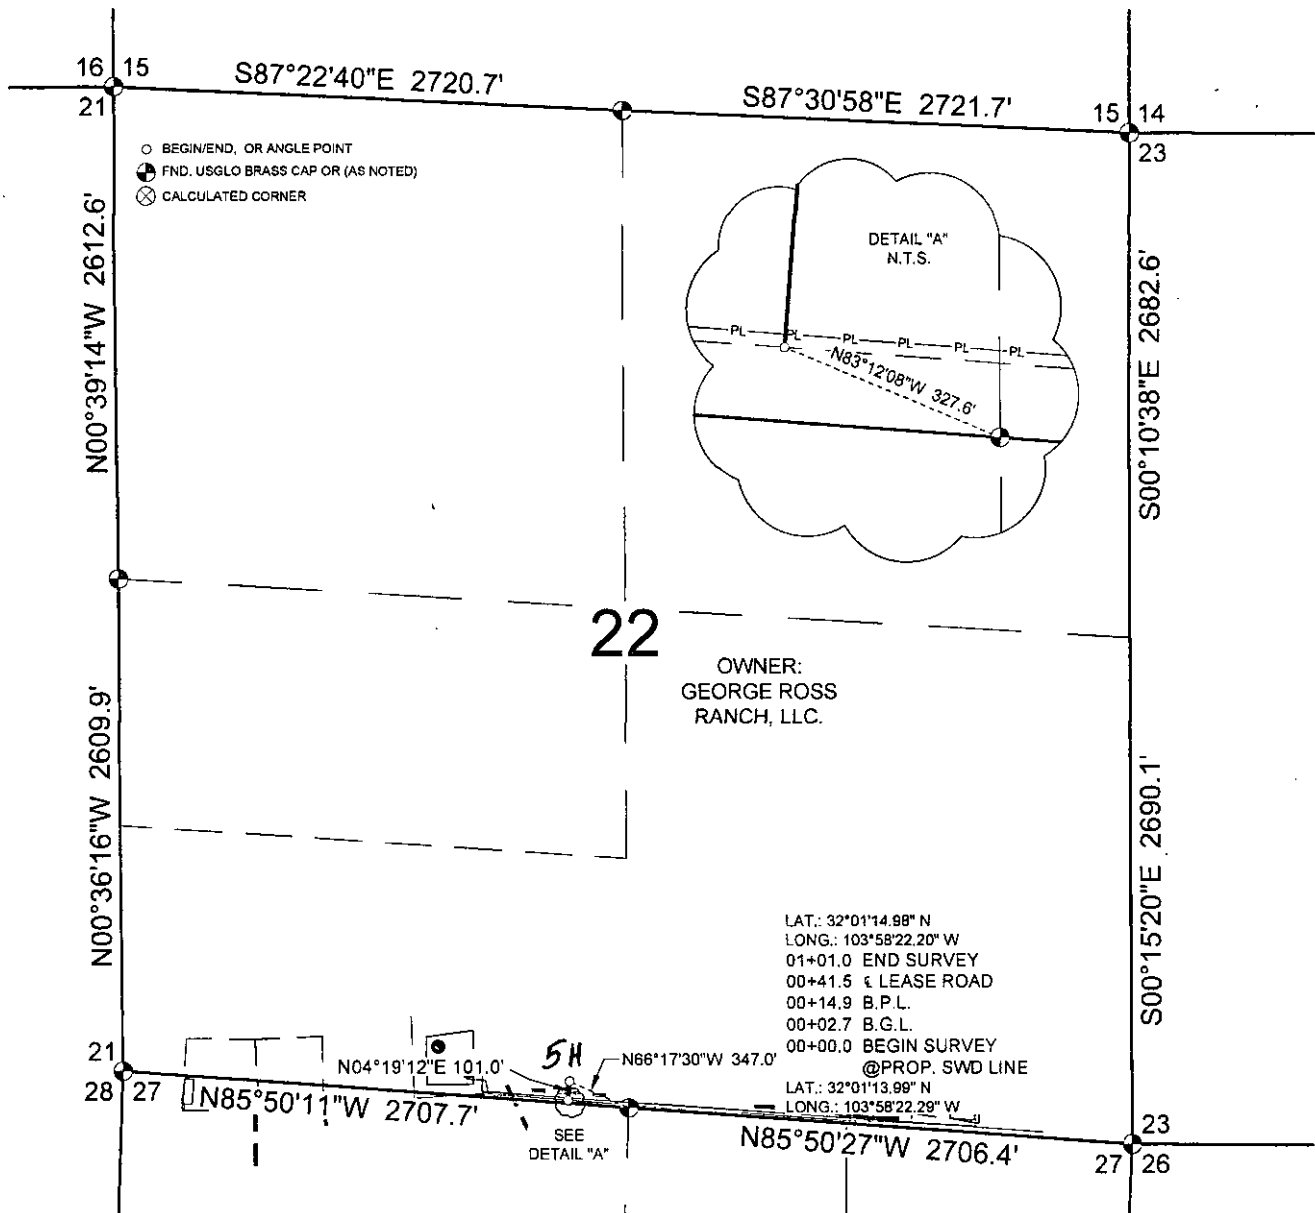 16 15
21
S87°22'40"E 2720.7'
S87°30'58"E 2721.7'
15 14
23
BEGIN/END, OR ANGLE POINT
FND. USGLO BRASS CAP OR (AS NOTED)
CALCULATED CORNER
N00°39'14"W 2612.6'
DETAIL "A"
N.T.S.
PL PL PL PL PL PL
N83°12'08"W 327.6'
S00°10'38"E 2682.6'
22
OWNER:
GEORGE ROSS
RANCH, LLC.
N00°36'16"W 2609.9'
S00°15'20"E 2690.1'
LAT.: 32°01'14.98" N
LONG.: 103°58'22.20" W
01+01.0 END SURVEY
00+41.5 ℄ LEASE ROAD
00+14.9 B.P.L.
00+02.7 B.G.L.
00+00.0 BEGIN SURVEY
@PROP. SWD LINE
LAT.: 32°01'13.99" N
LONG.: 103°58'22.29" W
5H
N66°17'30"W 347.0'
N04°19'12"E 101.0'
21
28 27
N85°50'11"W 2707.7'
SEE
DETAIL "A"
N85°50'27"W 2706.4'
23
27 26